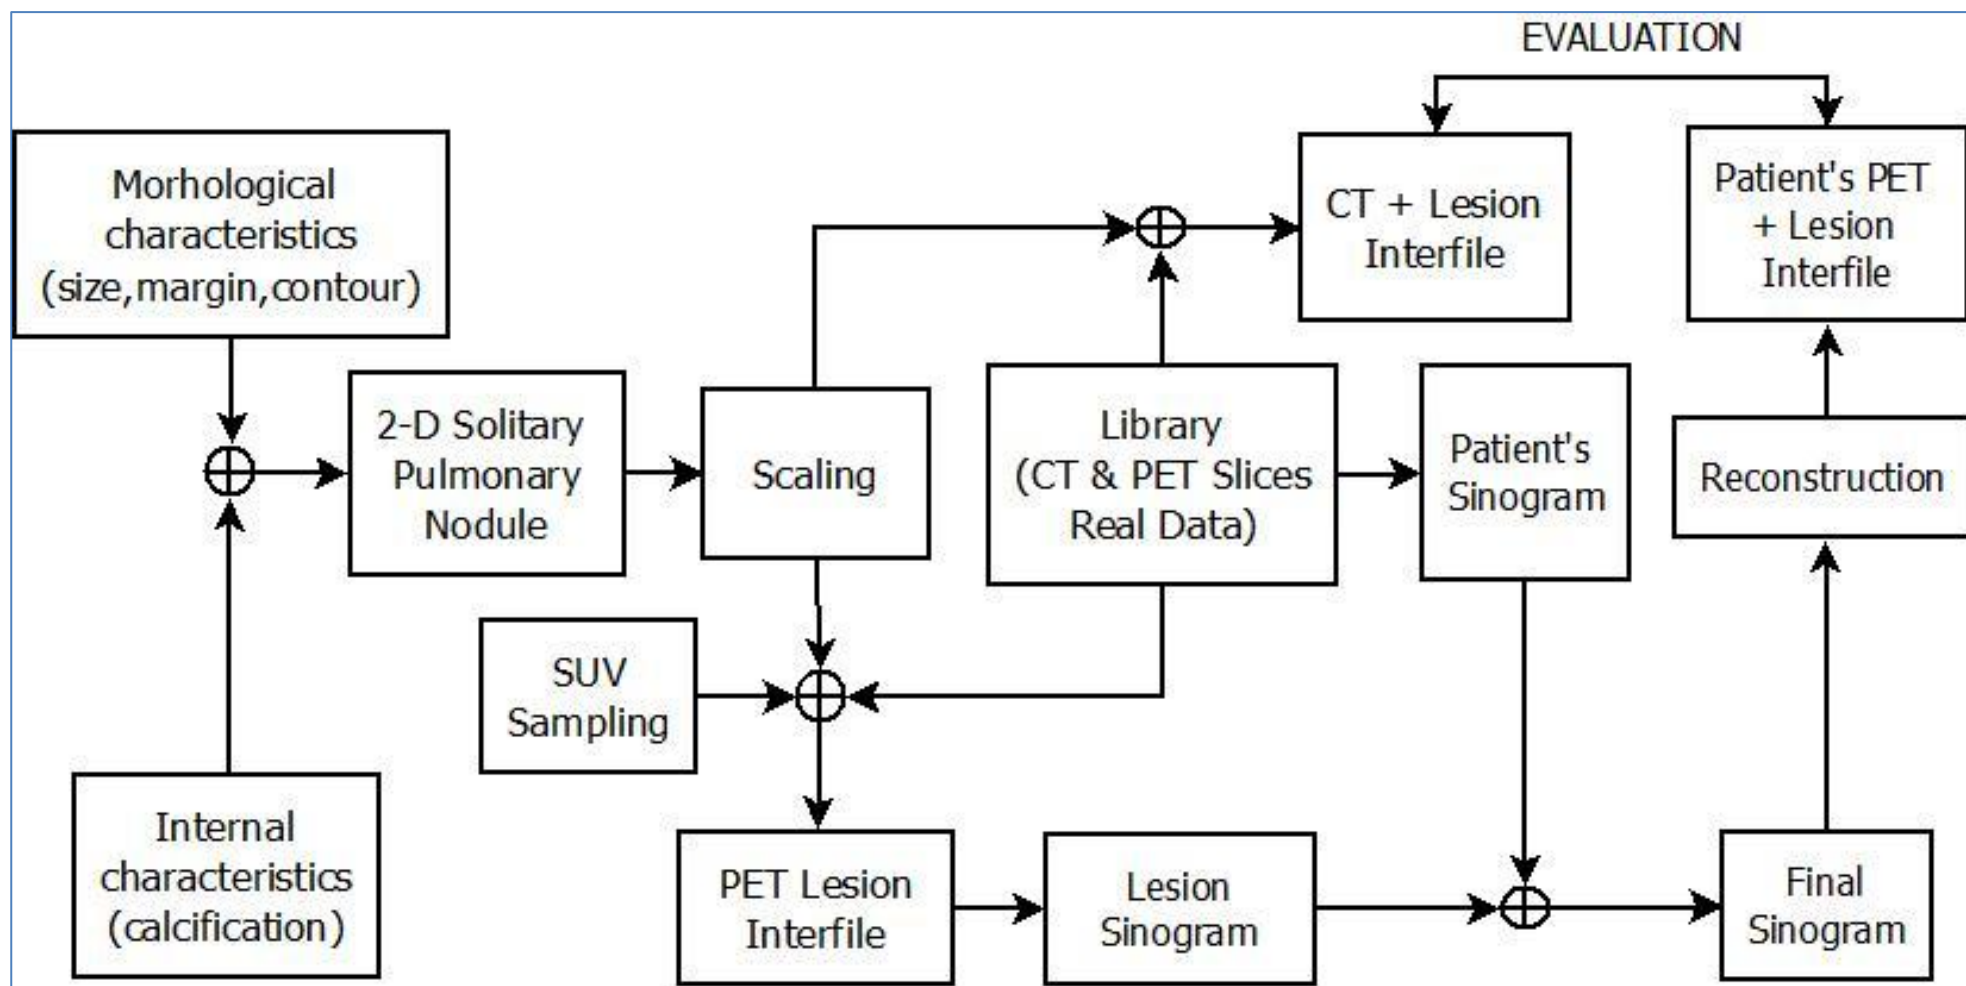 EVALUATION
Morhological
characteristics
(size,margin,contour)
CT + Lesion
Interfile
Patient's PET
+ Lesion
Interfile
2-D Solitary
Pulmonary
Nodule
Scaling
Library
(CT & PET Slices
Real Data)
Patient's
Sinogram
Reconstruction
SUV
Sampling
Internal
characteristics
(calcification)
PET Lesion
Interfile
Lesion
Sinogram
Final
Sinogram